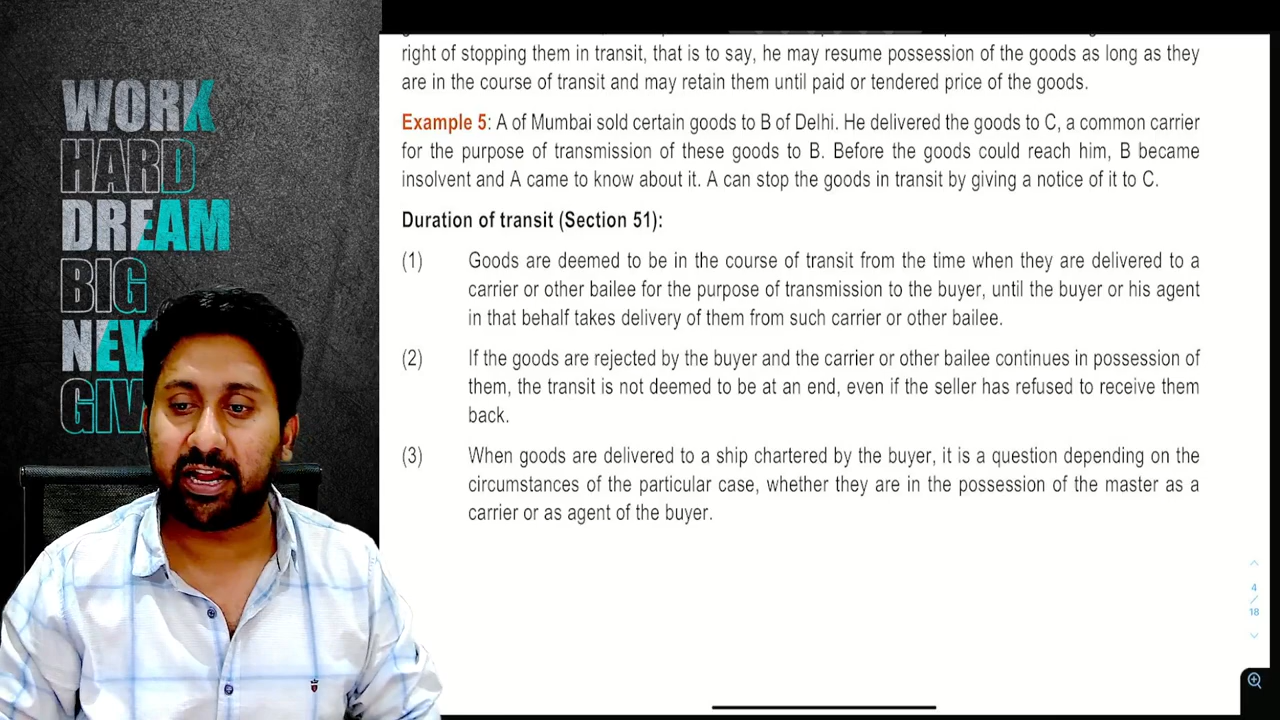 WORK
HARD
DREAM
BIG
NEV
GIV
right of stopping them in transit, that is to say, he may resume possession of the goods as long as they
are in the course of transit and may retain them until paid or tendered price of the goods.
Example 5: A of Mumbai sold certain goods to B of Delhi. He delivered the goods to C, a common carrier
for the purpose of transmission of these goods to B. Before the goods could reach him, B became
insolvent and A came to know about it. A can stop the goods in transit by giving a notice of it to C.
Duration of transit (Section 51):
(1) Goods are deemed to be in the course of transit from the time when they are delivered to a
carrier or other bailee for the purpose of transmission to the buyer, until the buyer or his agent
in that behalf takes delivery of them from such carrier or other bailee.
(2) If the goods are rejected by the buyer and the carrier or other bailee continues in possession of
them, the transit is not deemed to be at an end, even if the seller has refused to receive them
back.
(3) When goods are delivered to a ship chartered by the buyer, it is a question depending on the
circumstances of the particular case, whether they are in the possession of the master as a
carrier or as agent of the buyer.
4
/
18